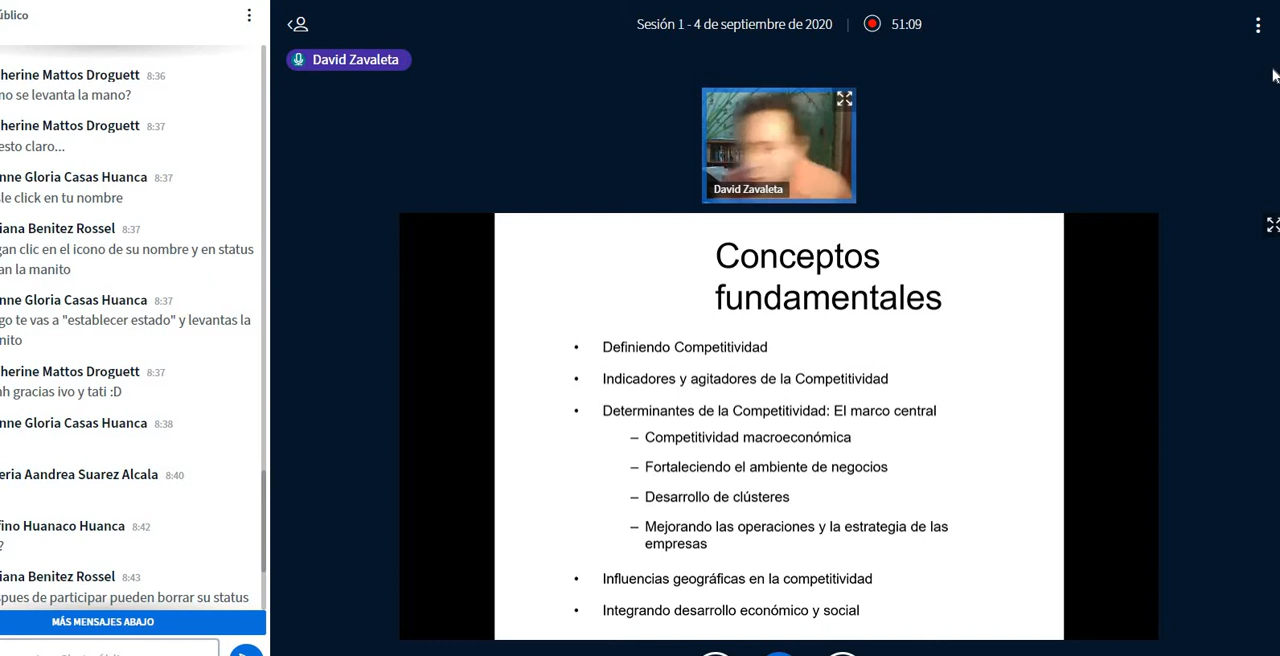 úblico
herine Mattos Droguett 8:36
mo se levanta la mano?
herine Mattos Droguett 8:37
esto claro...
nne Gloria Casas Huanca 8:37
le click en tu nombre
iana Benitez Rossel 8:37
gan clic en el icono de su nombre y en status
an la manito
nne Gloria Casas Huanca 8:37
go te vas a "establecer estado" y levantas la
nito
herine Mattos Droguett 8:37
h gracias ivo y tati :D
nne Gloria Casas Huanca 8:38
eria Aandrea Suarez Alcala 8:40
fino Huanaco Huanca 8:42
?
iana Benitez Rossel 8:43
spues de participar pueden borrar su status
MÁS MENSAJES ABAJO
Sesión 1 - 4 de septiembre de 2020 | 51:09
David Zavaleta
David Zavaleta
Conceptos
fundamentales
• Definiendo Competitividad
• Indicadores y agitadores de la Competitividad
• Determinantes de la Competitividad: El marco central
– Competitividad macroeconómica
– Fortaleciendo el ambiente de negocios
– Desarrollo de clústeres
– Mejorando las operaciones y la estrategia de las
empresas
• Influencias geográficas en la competitividad
• Integrando desarrollo económico y social